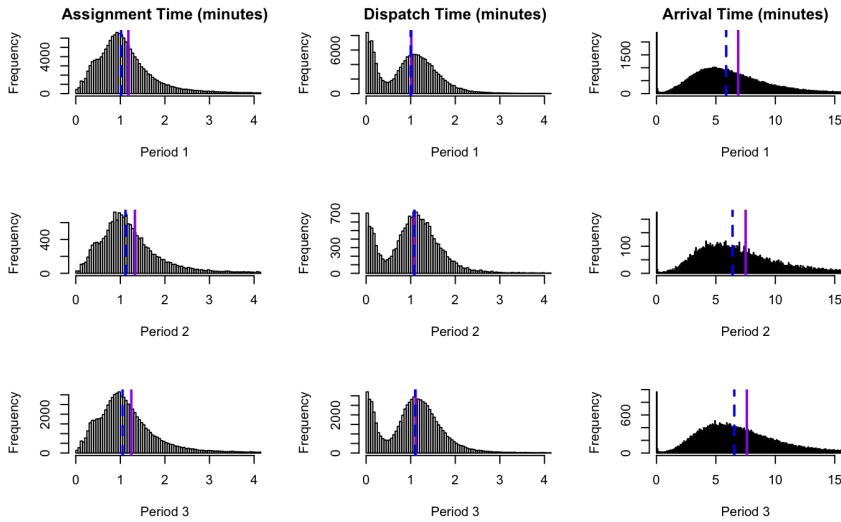 Assignment Time (minutes) Dispatch Time (minutes) Arrival Time (minutes)
Frequency 0 4000 Frequency 0 6000 Frequency 0 1500
0 1 2 3 4 0 1 2 3 4 0 5 10 15
Period 1 Period 1 Period 1
Frequency 0 400 Frequency 0 300 700 Frequency 0 100
0 1 2 3 4 0 1 2 3 4 0 5 10 15
Period 2 Period 2 Period 2
Frequency 0 2000 Frequency 0 2000 Frequency 0 600
0 1 2 3 4 0 1 2 3 4 0 5 10 15
Period 3 Period 3 Period 3